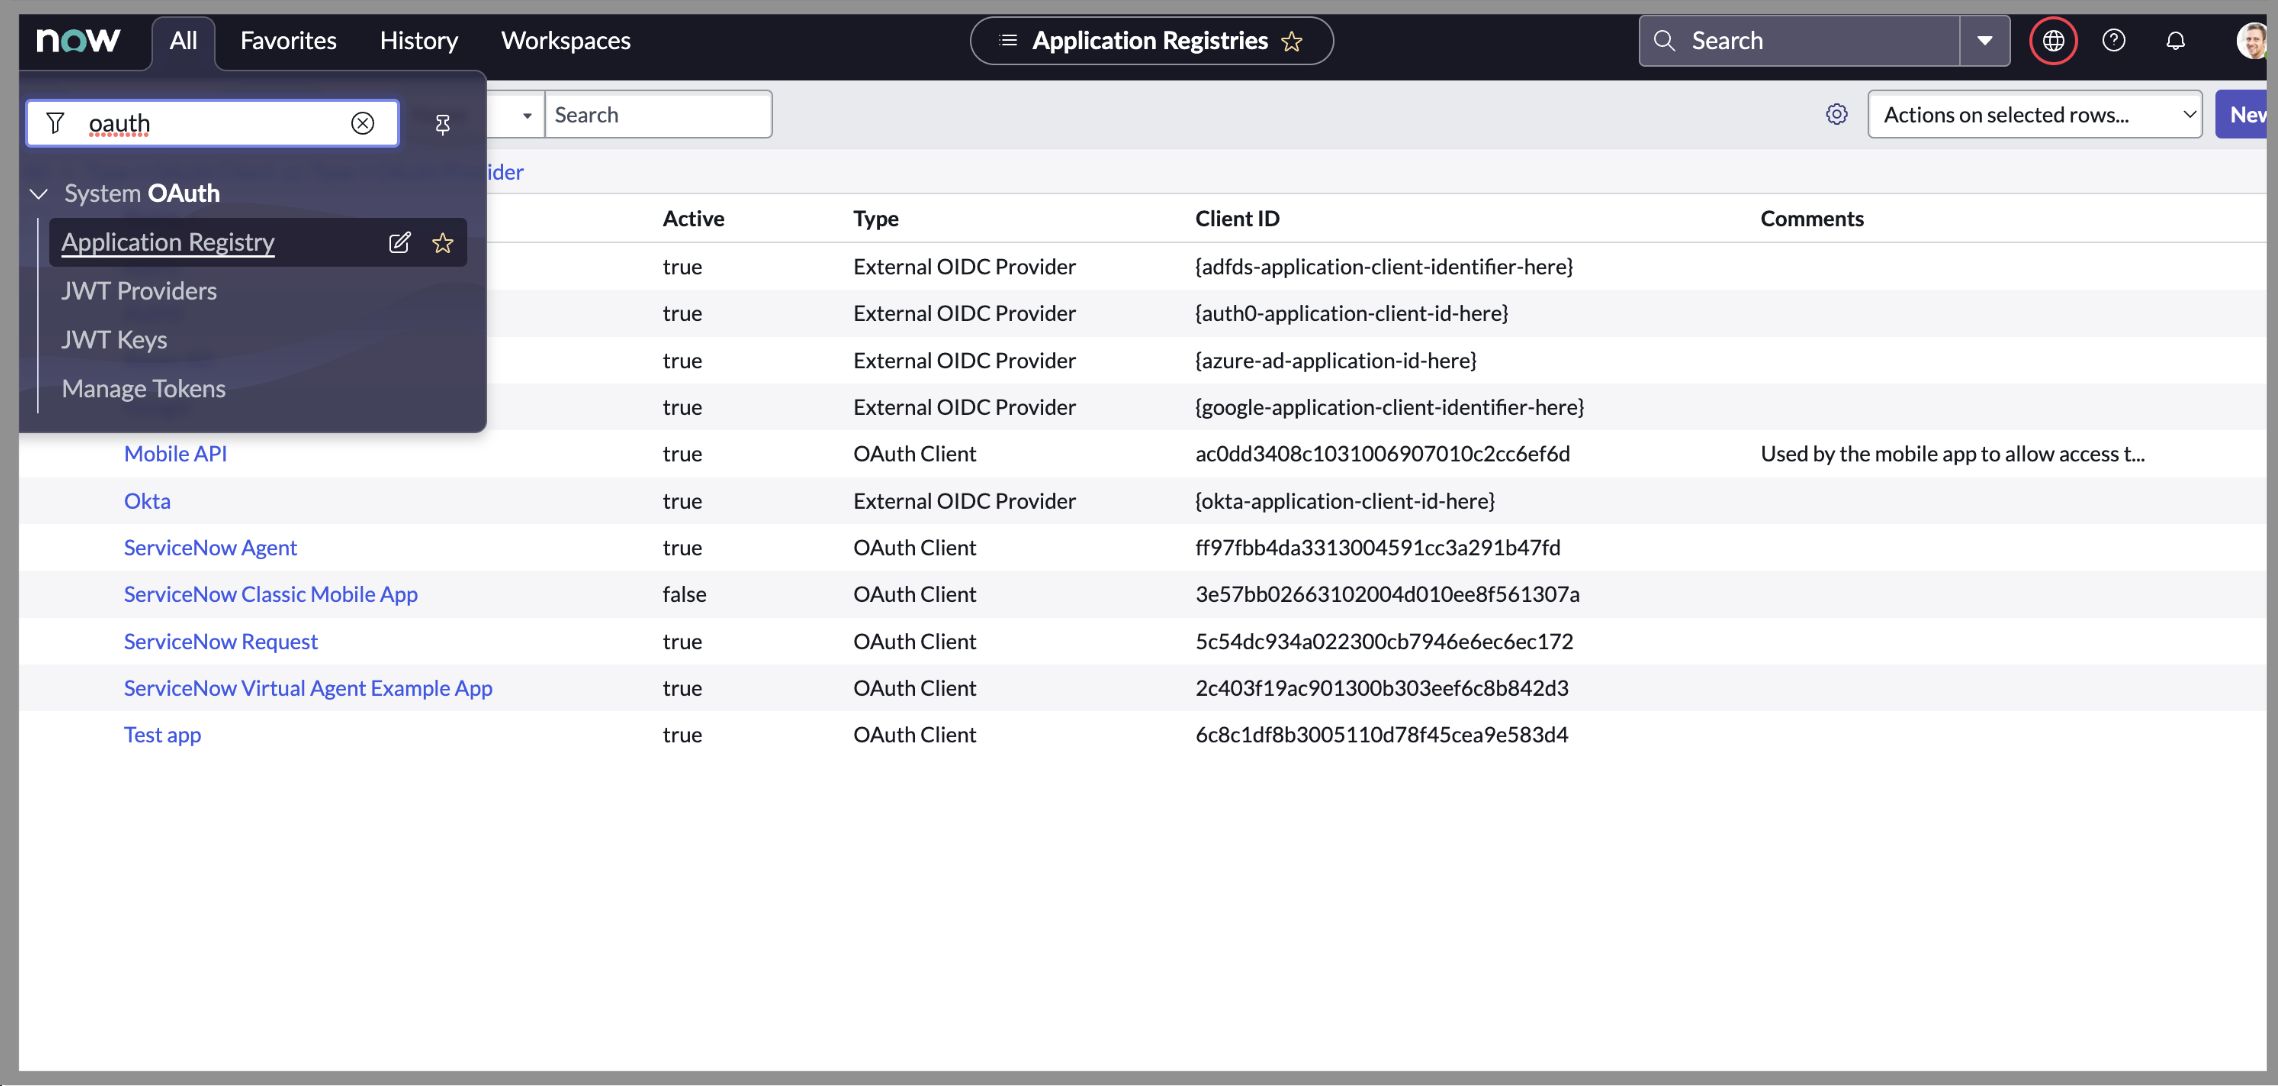 now All Favorites History Workspaces Application Registries Search
oauth Search Actions on selected rows... New
ider
System OAuth
Active Type Client ID Comments
Application Registry
true External OIDC Provider {adfds-application-client-identifier-here}
JWT Providers
true External OIDC Provider {auth0-application-client-id-here}
JWT Keys
true External OIDC Provider {azure-ad-application-id-here}
Manage Tokens
true External OIDC Provider {google-application-client-identifier-here}
Mobile API true OAuth Client ac0dd3408c1031006907010c2cc6ef6d Used by the mobile app to allow access t...
Okta true External OIDC Provider {okta-application-client-id-here}
ServiceNow Agent true OAuth Client ff97fbb4da3313004591cc3a291b47fd
ServiceNow Classic Mobile App false OAuth Client 3e57bb02663102004d010ee8f561307a
ServiceNow Request true OAuth Client 5c54dc934a022300cb7946e6ec6ec172
ServiceNow Virtual Agent Example App true OAuth Client 2c403f19ac901300b303eef6c8b842d3
Test app true OAuth Client 6c8c1df8b3005110d78f45cea9e583d4